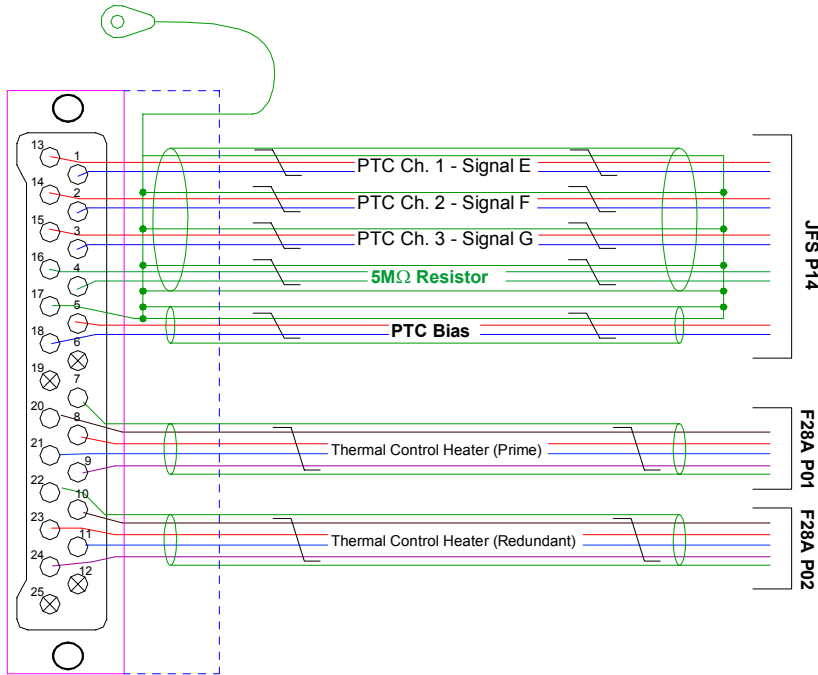 13
1
PTC Ch. 1 - Signal E
14
2
PTC Ch. 2 - Signal F
15
3
PTC Ch. 3 - Signal G
16
4
5MΩ Resistor
17
5
18
PTC Bias
6
19
7
JFS P14
20
8
21
Thermal Control Heater (Prime)
9
F28A P01
22
10
23
11
Thermal Control Heater (Redundant)
24
12
25
F28A P02